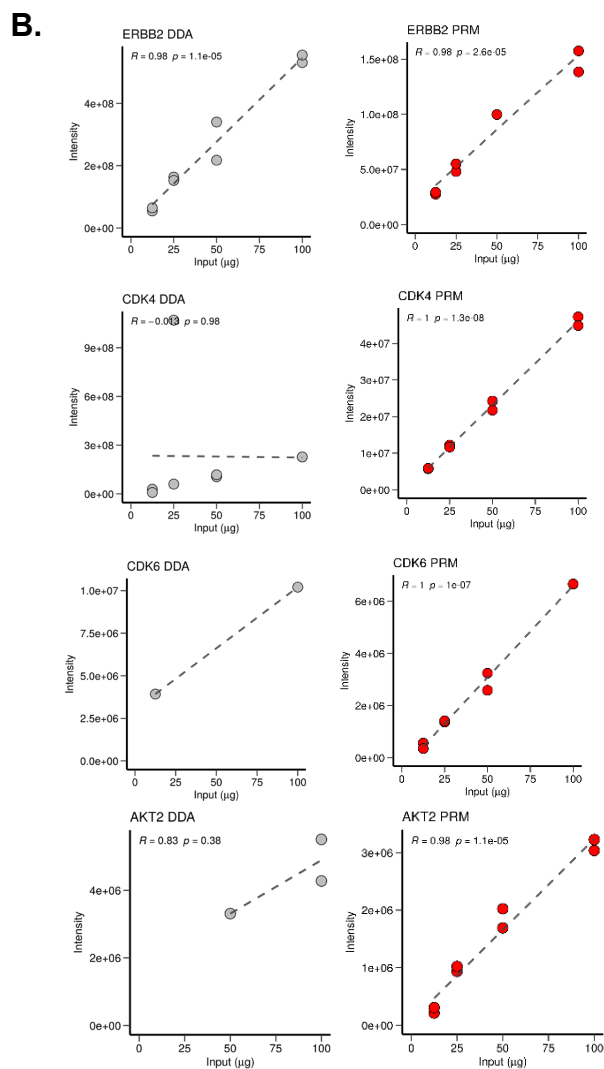 B.
ERBB2 DDA
R = 0.98 p = 1.1e-05
4e+08
2e+08
0e+00
Intensity
0 25 50 75 100
Input (µg)
ERBB2 PRM
R = 0.98 p = 2.6e-05
1.5e+08
1.0e+08
5.0e+07
0.0e+00
Intensity
0 25 50 75 100
Input (µg)
CDK4 DDA
R = −0.013 p = 0.98
9e+08
6e+08
3e+08
0e+00
Intensity
0 25 50 75 100
Input (µg)
CDK4 PRM
R = 1 p = 1.3e-08
4e+07
3e+07
2e+07
1e+07
0e+00
Intensity
0 25 50 75 100
Input (µg)
CDK6 DDA
1.0e+07
7.5e+06
5.0e+06
2.5e+06
0.0e+00
Intensity
0 25 50 75 100
Input (µg)
CDK6 PRM
R = 1 p = 1e-07
6e+06
4e+06
2e+06
0e+00
Intensity
0 25 50 75 100
Input (µg)
AKT2 DDA
R = 0.83 p = 0.38
4e+06
2e+06
0e+00
Intensity
0 25 50 75 100
Input (µg)
AKT2 PRM
R = 0.98 p = 1.1e-05
3e+06
2e+06
1e+06
0e+00
Intensity
0 25 50 75 100
Input (µg)